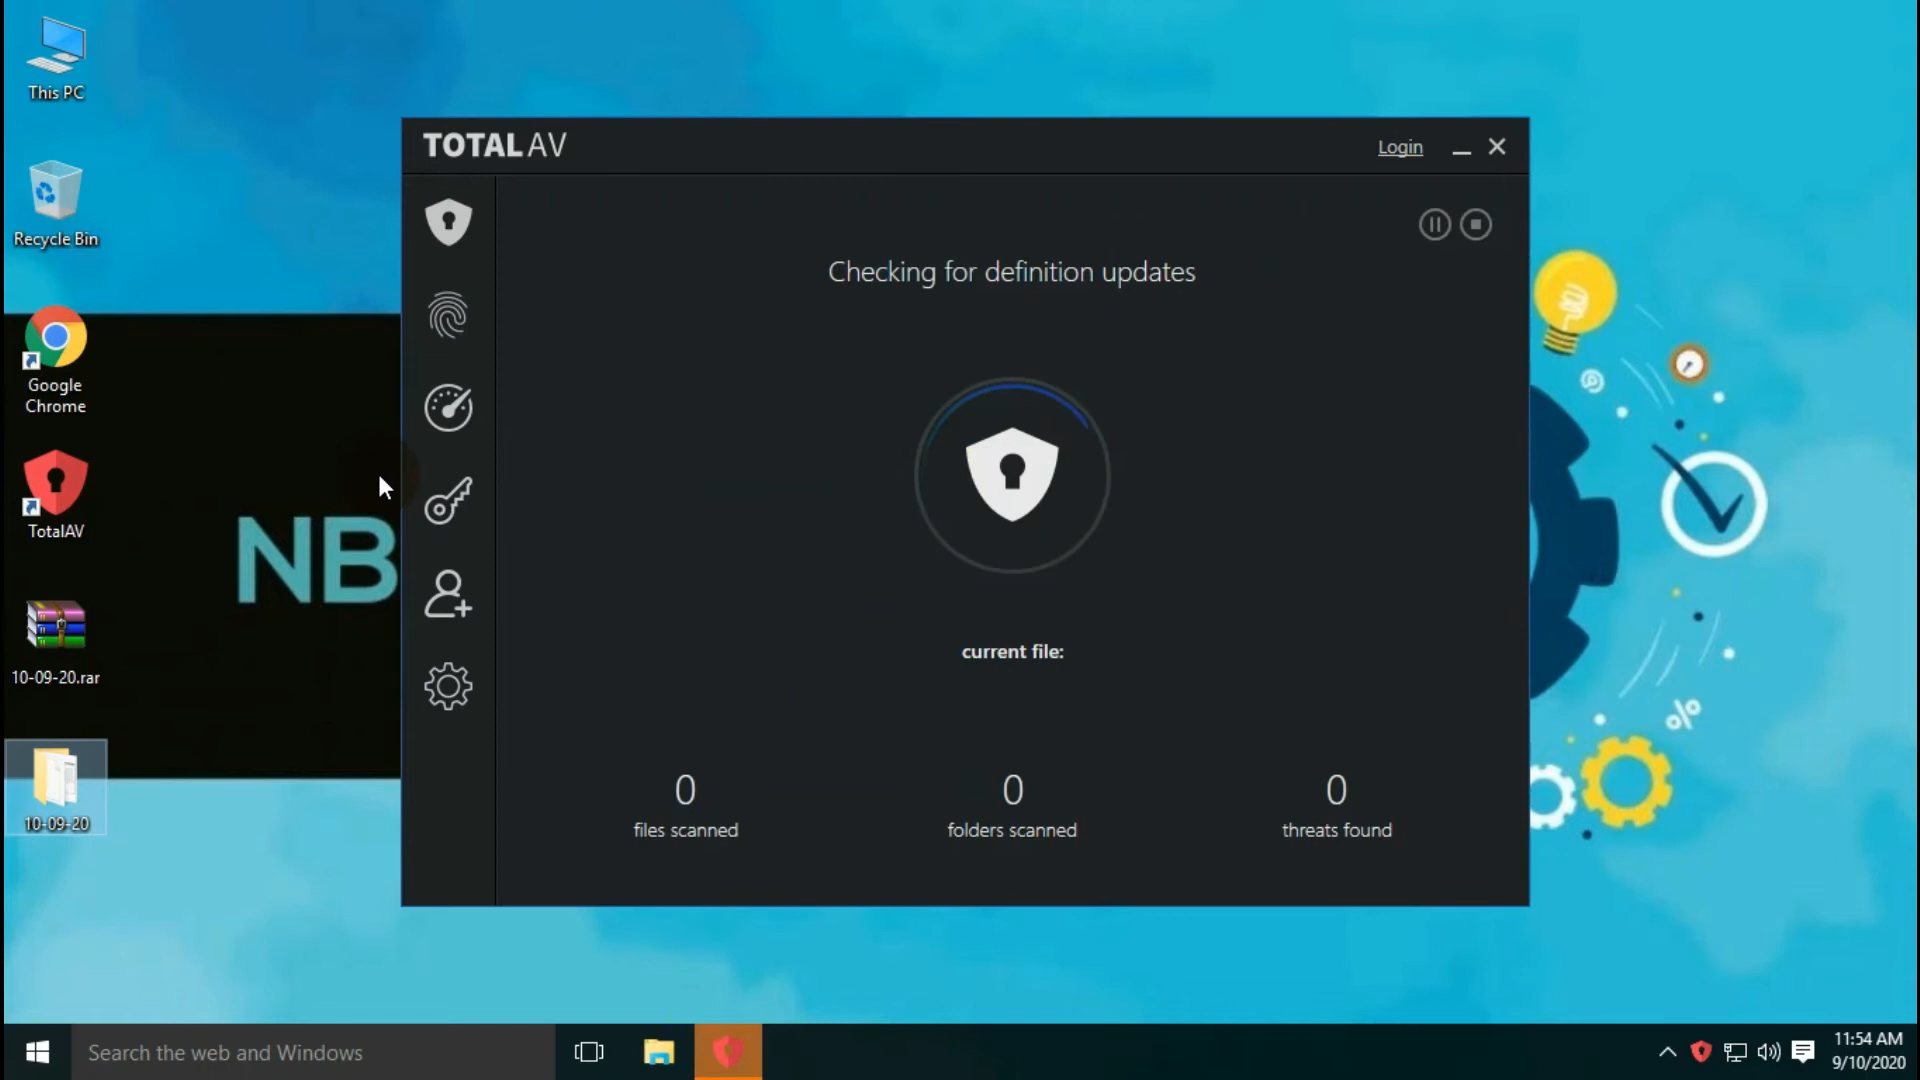 This PC
Recycle Bin
Google
Chrome
TotalAV
10-09-20.rar
10-09-20
NB
TOTALAV
Login
Checking for definition updates
current file:
0
files scanned
0
folders scanned
0
threats found
%
Search the web and Windows
11:54 AM
9/10/2020